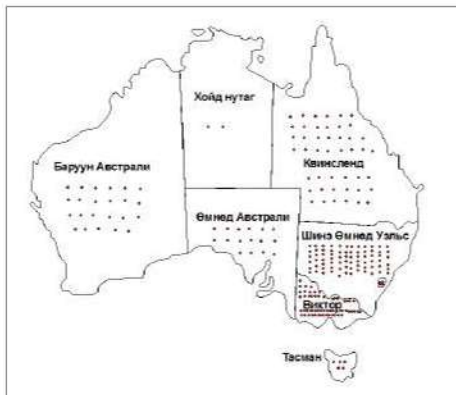 Хойд нутаг
Баруун Австрали
Квинсленд
Өмнөд Австрали
Шинэ Өмнөд Уэльс
Виктор
Тасман